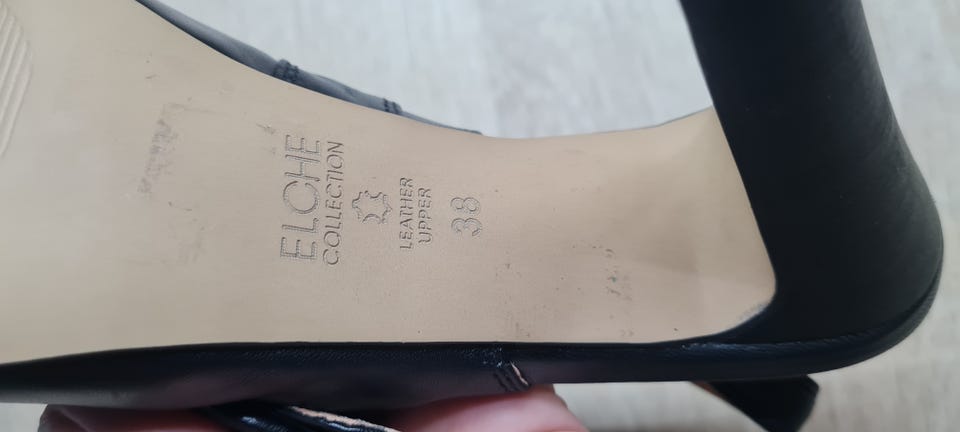 ELCHE
COLLECTION
LEATHER
UPPER
38